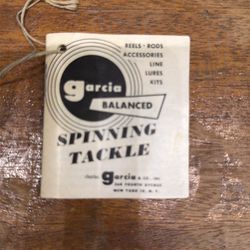 REELS · RODS
ACCESSORIES
LINE
LURES
KITS
garcia
BALANCED
SPINNING
TACKLE
charles garcia & CO., INC.
268 FOURTH AVENUE
NEW YORK 10, N. Y.